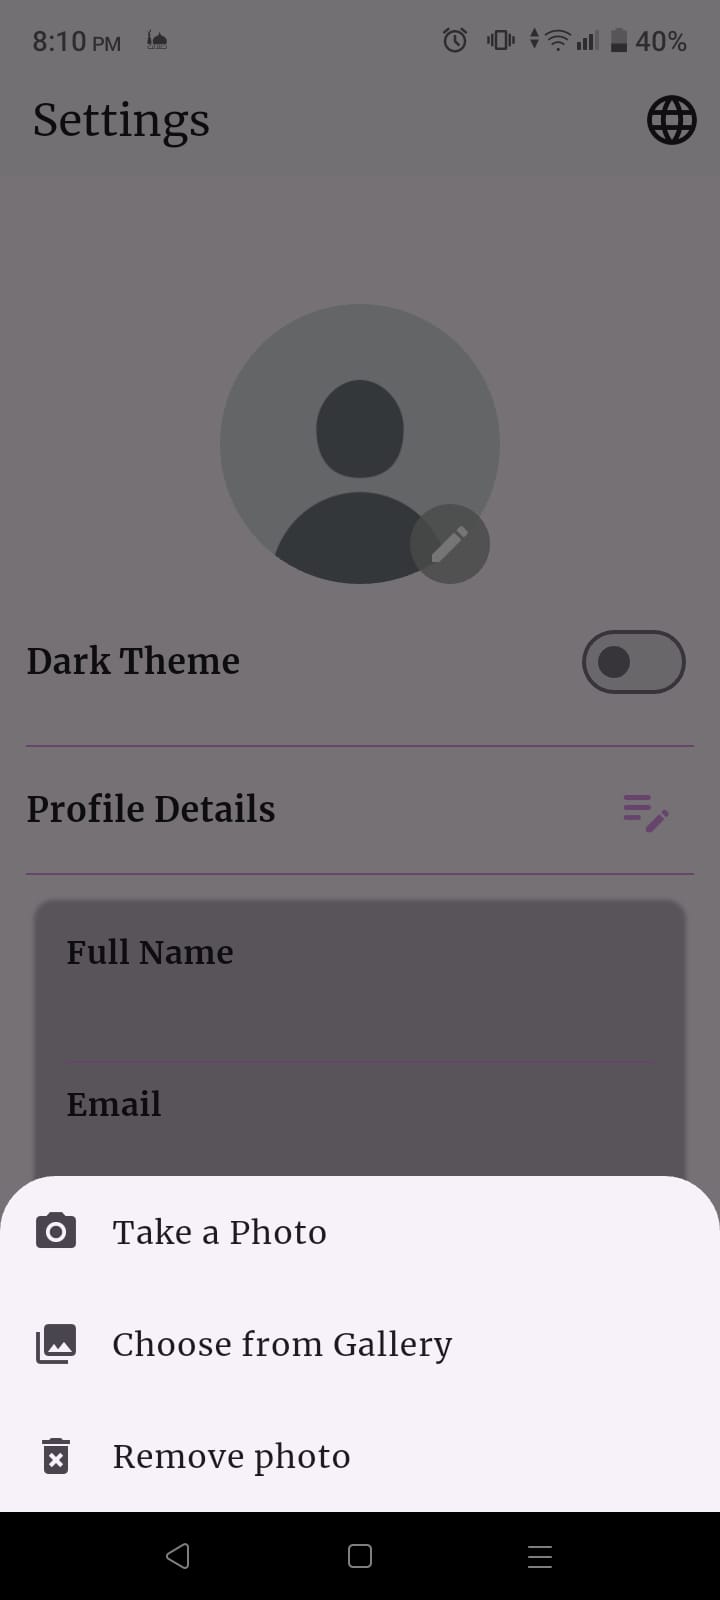 8:10 PM
40%
Settings
Dark Theme
Profile Details
Full Name
Email
Take a Photo
Choose from Gallery
Remove photo